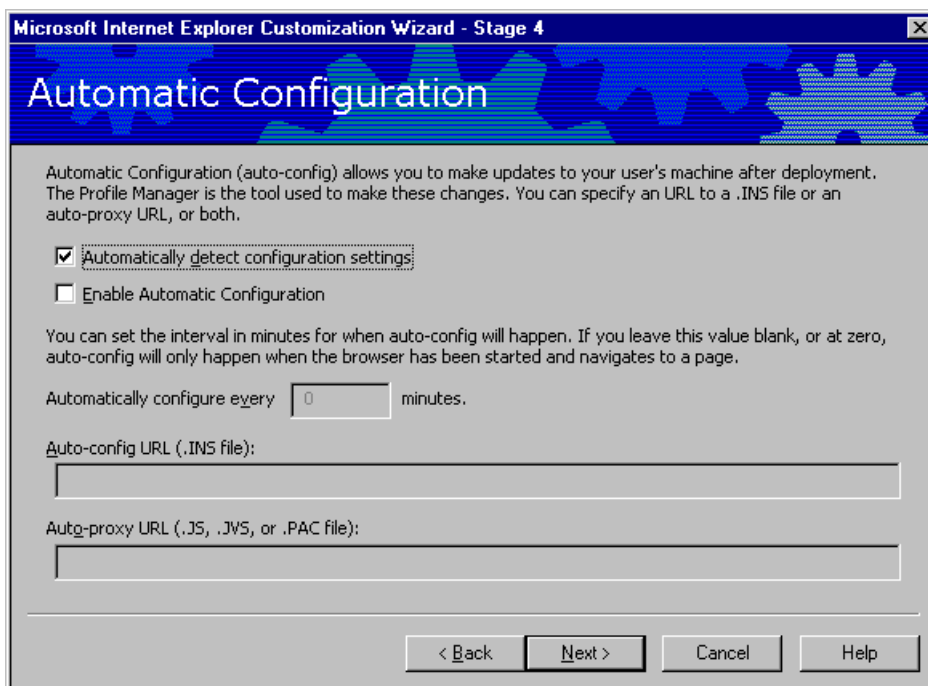 Microsoft Internet Explorer Customization Wizard - Stage 4
Automatic Configuration
Automatic Configuration (auto-config) allows you to make updates to your user's machine after deployment.
The Profile Manager is the tool used to make these changes. You can specify an URL to a .INS file or an
auto-proxy URL, or both.
Automatically detect configuration settings
Enable Automatic Configuration
You can set the interval in minutes for when auto-config will happen. If you leave this value blank, or at zero,
auto-config will only happen when the browser has been started and navigates to a page.
Automatically configure every 0 minutes.
Auto-config URL (.INS file):
Auto-proxy URL (.JS, .JVS, or .PAC file):
< Back Next > Cancel Help